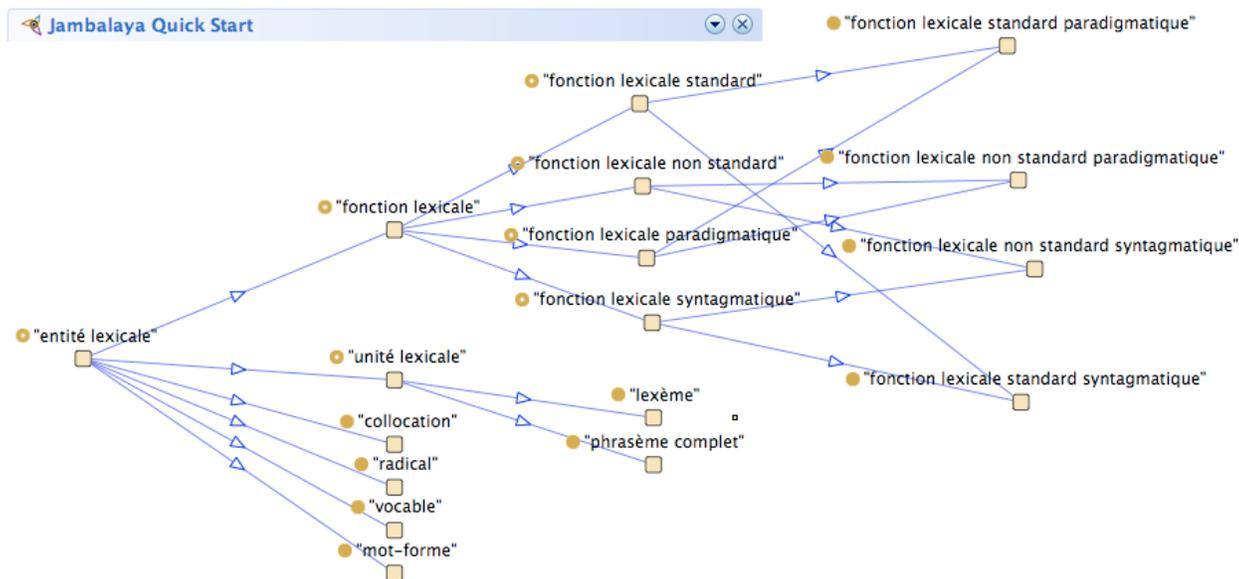 Jambalaya Quick Start
"fonction lexicale standard paradigmatique"
"fonction lexicale standard"
"fonction lexicale non standard"
"fonction lexicale non standard paradigmatique"
"fonction lexicale"
"fonction lexicale paradigmatique"
"fonction lexicale non standard syntagmatique"
"fonction lexicale syntagmatique"
"entité lexicale"
"unité lexicale"
"fonction lexicale standard syntagmatique"
"lexème"
"collocation"
"phrasème complet"
"radical"
"vocable"
"mot-forme"